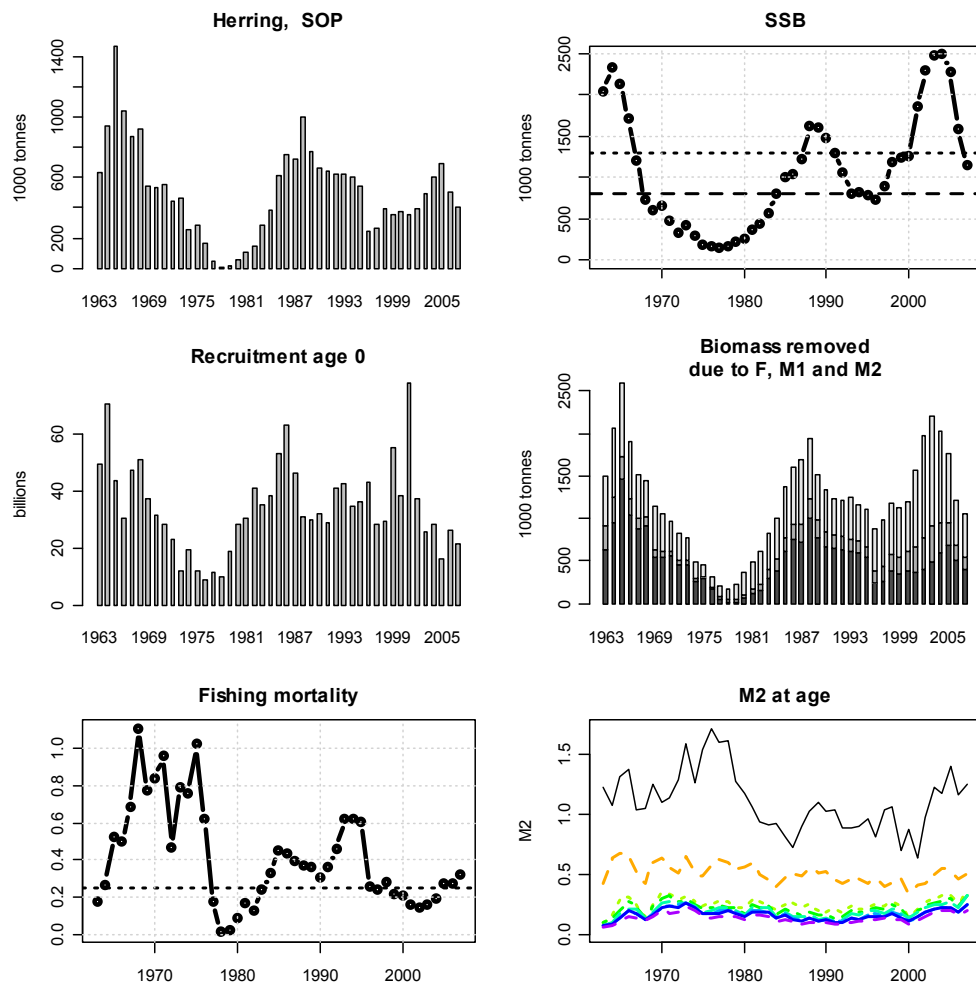 Herring, SOP
1000 tonnes
0 200 600 1000 1400
1963 1969 1975 1981 1987 1993 1999 2005
SSB
1000 tonnes
0 500 1500 2500
1970 1980 1990 2000
Recruitment age 0
billions
0 20 40 60
1963 1969 1975 1981 1987 1993 1999 2005
Biomass removed
due to F, M1 and M2
1000 tonnes
0 500 1500 2500
1963 1969 1975 1981 1987 1993 1999 2005
Fishing mortality
0.0 0.2 0.4 0.6 0.8 1.0
1970 1980 1990 2000
M2 at age
M2
0.0 0.5 1.0 1.5
1970 1980 1990 2000